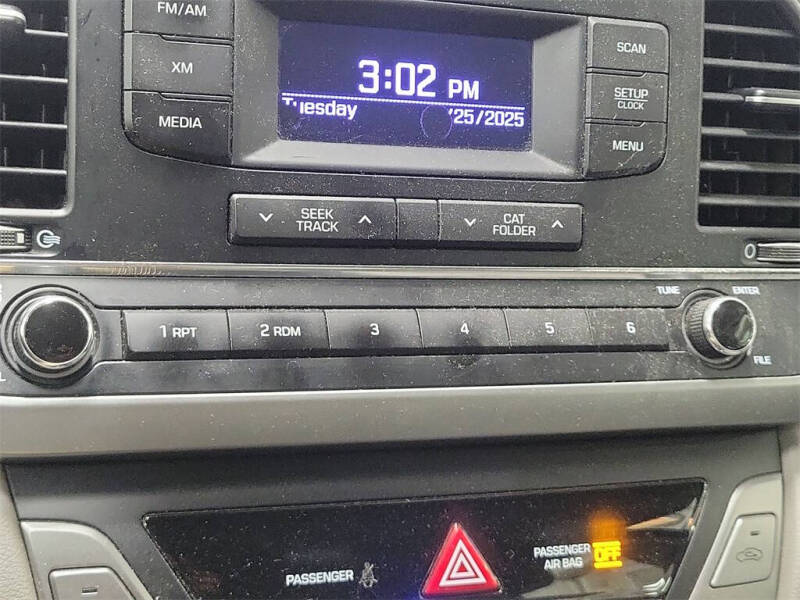 FM/AM
XM
MEDIA
3:02 PM
Tuesday /25/2025
SCAN
SETUP
CLOCK
MENU
SEEK
TRACK
CAT
FOLDER
0
TUNE ENTER
1 RPT 2 RDM 3 4 5 6
FILE
PASSENGER
PASSENGER
AIR BAG OFF